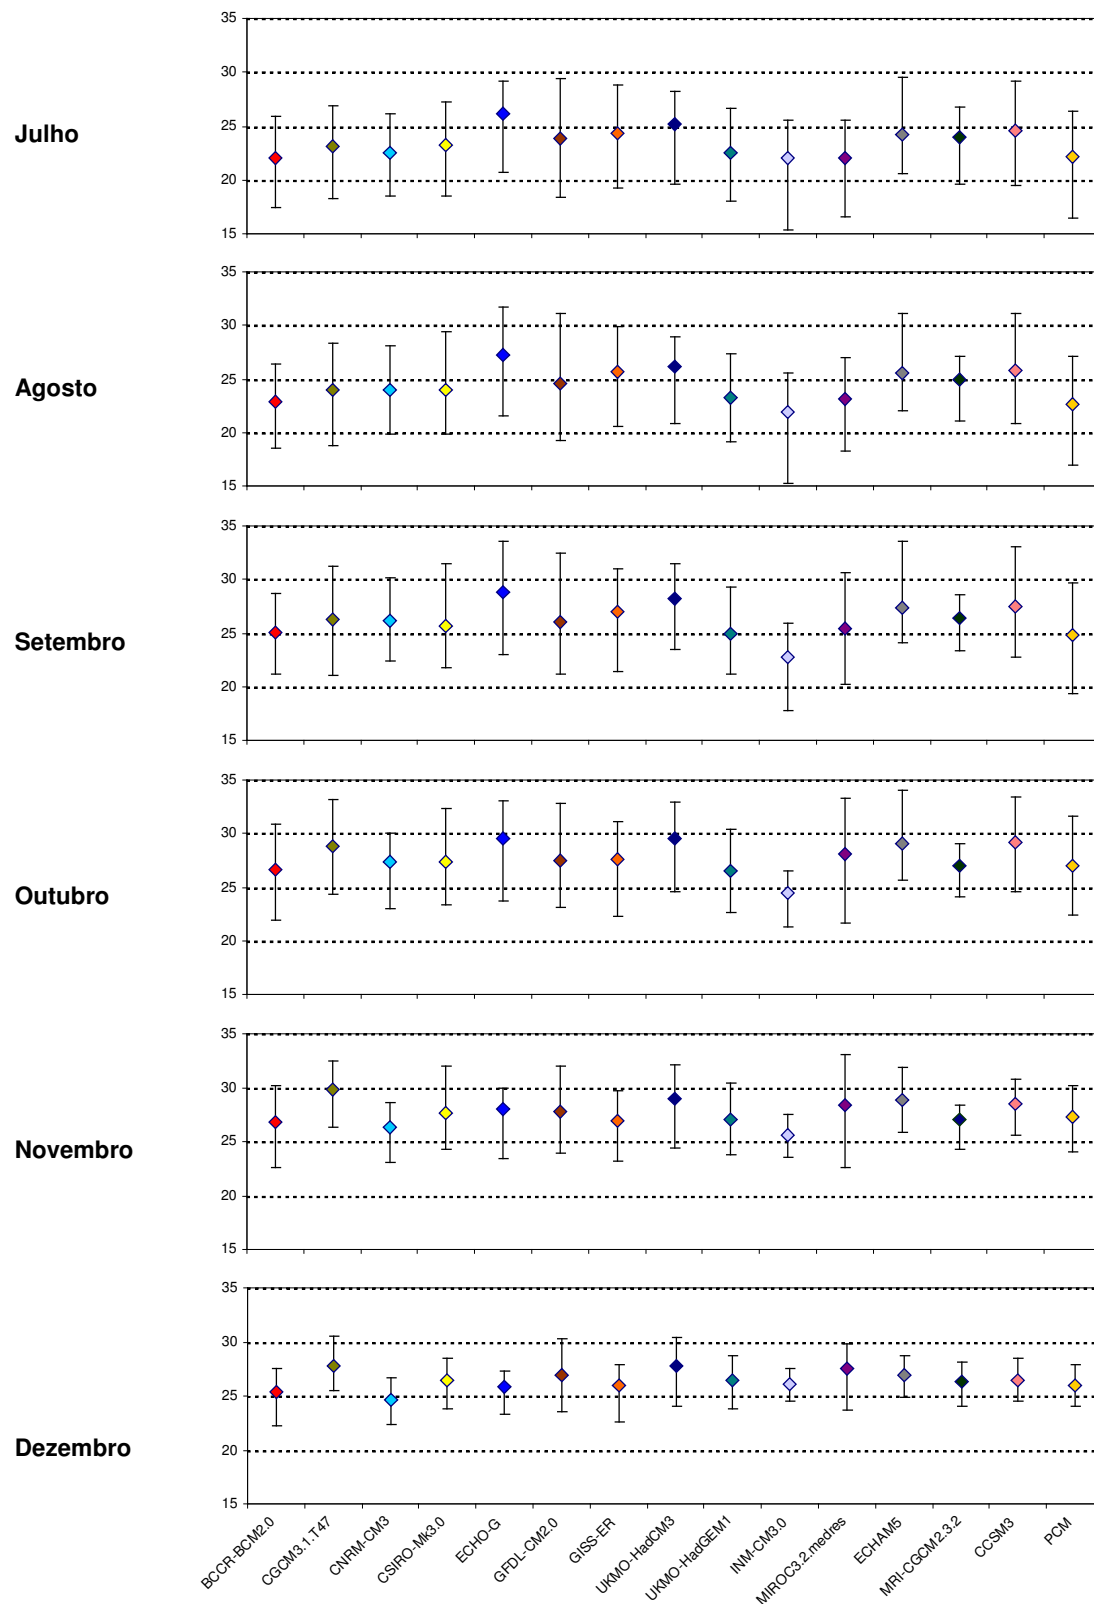 35
30
Julho
25
20
15
35
30
Agosto
25
20
15
35
30
Setembro
25
20
15
35
30
Outubro
25
20
15
35
30
Novembro
25
20
15
35
30
25
Dezembro
20
15
BCCR-BCM2.0
CGCM3.1.T47
CNRM-CM3
CSIRO-Mk3.0
ECHO-G
GFDL-CM2.0
GISS-ER
UKMO-HadCM3
UKMO-HadGEM1
INM-CM3.0
MIROC3.2.medres
ECHAM5
MRI-CGCM2.3.2
CCSM3
PCM